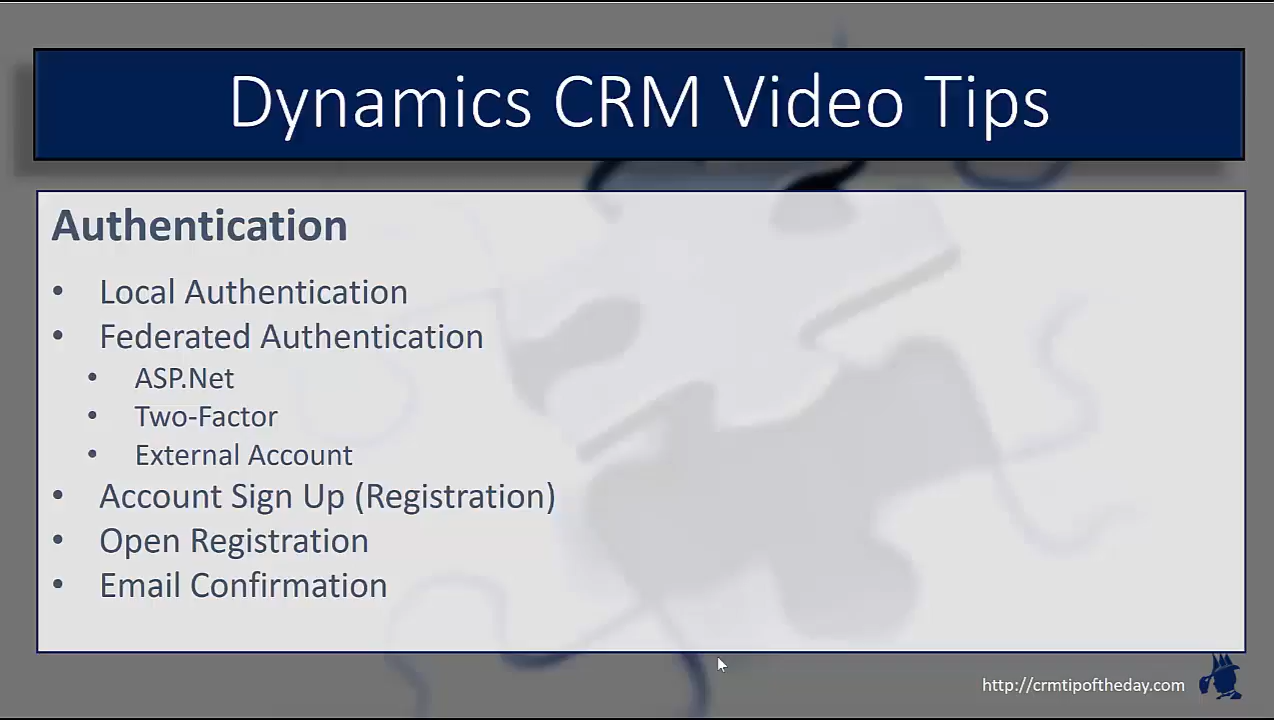 Dynamics CRM Video Tips
Authentication
• Local Authentication
• Federated Authentication
• ASP.Net
• Two-Factor
• External Account
• Account Sign Up (Registration)
• Open Registration
• Email Confirmation
http://crmtipoftheday.com